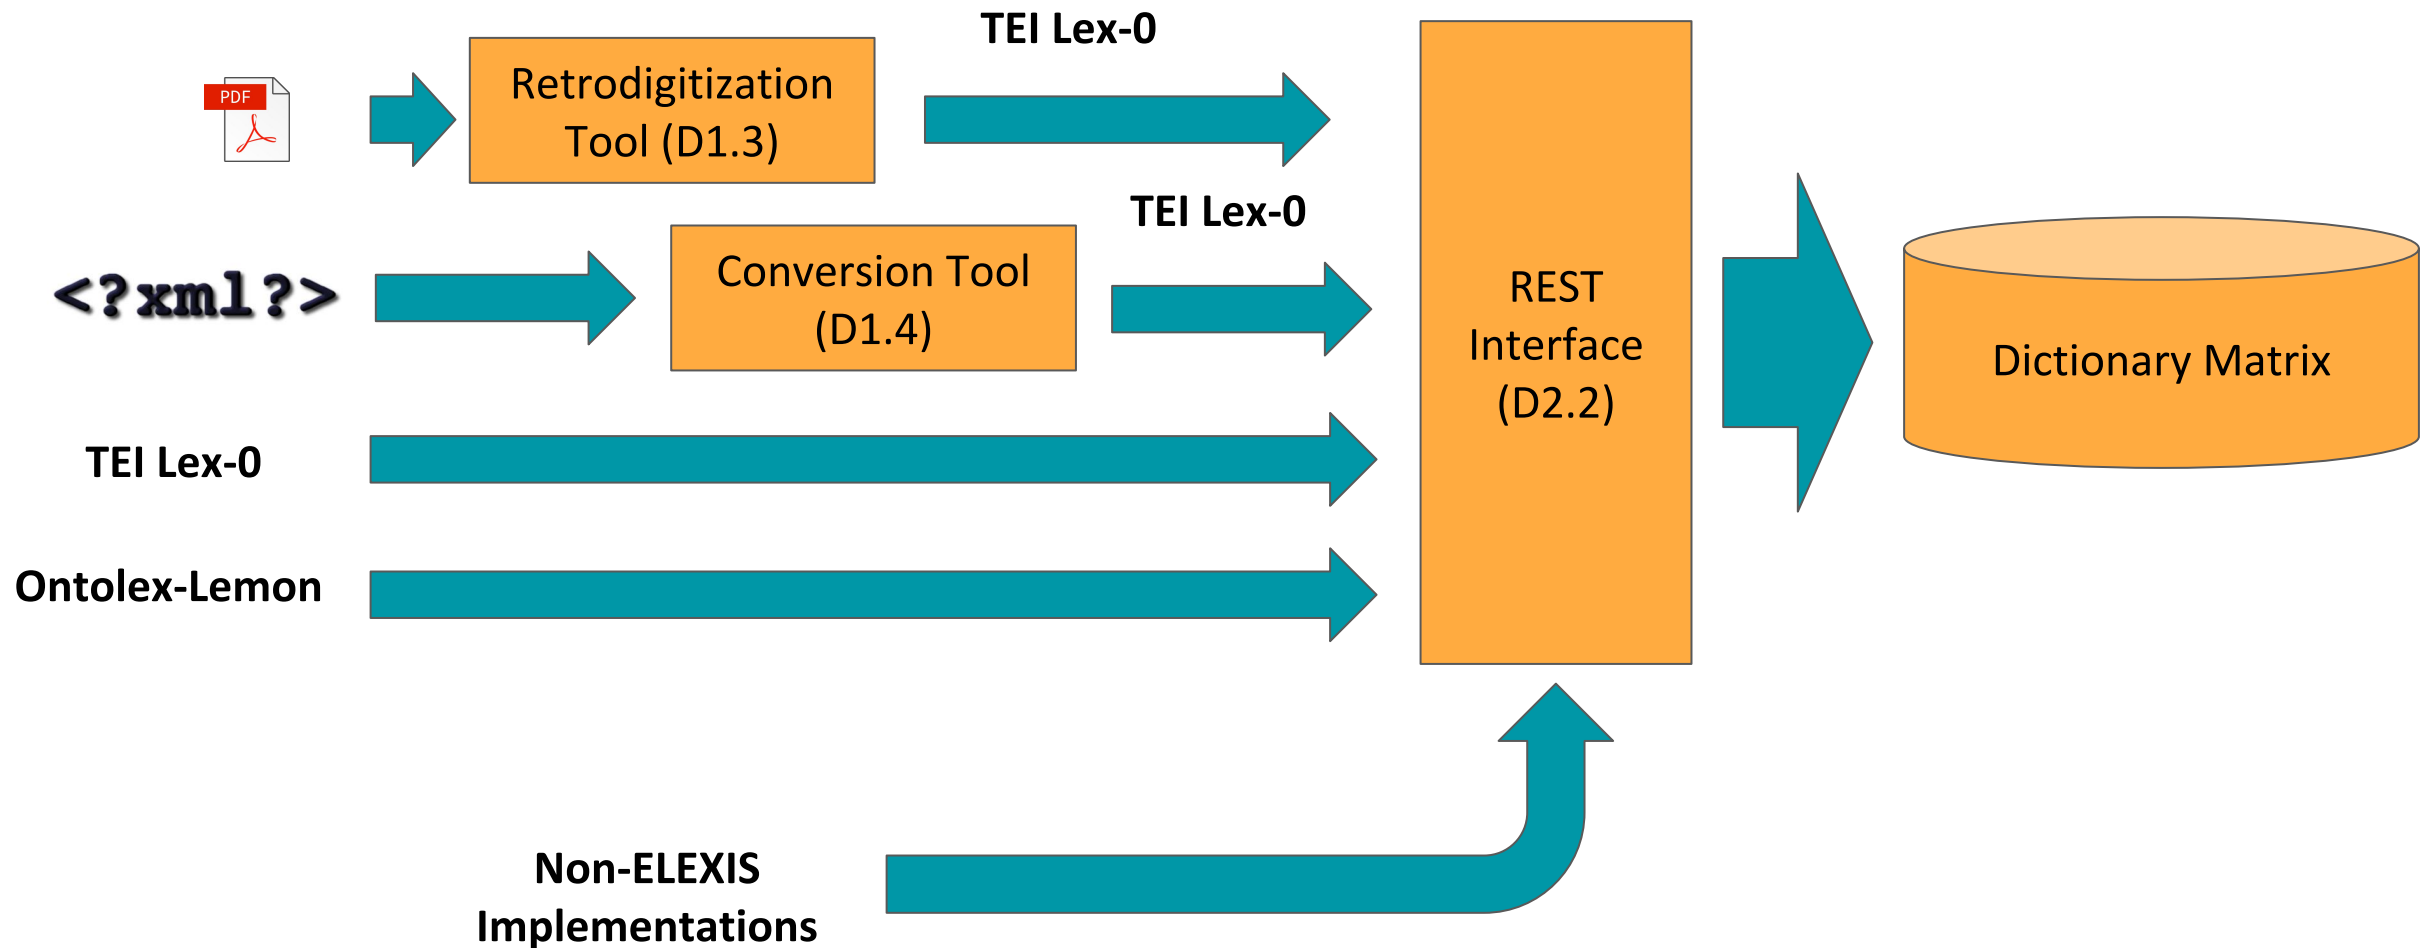 TEI Lex-0
PDF
Retrodigitization
Tool (D1.3)
TEI Lex-0
<?xml?>
Conversion Tool
(D1.4)
REST
Interface
(D2.2)
Dictionary Matrix
TEI Lex-0
Ontolex-Lemon
Non-ELEXIS
Implementations